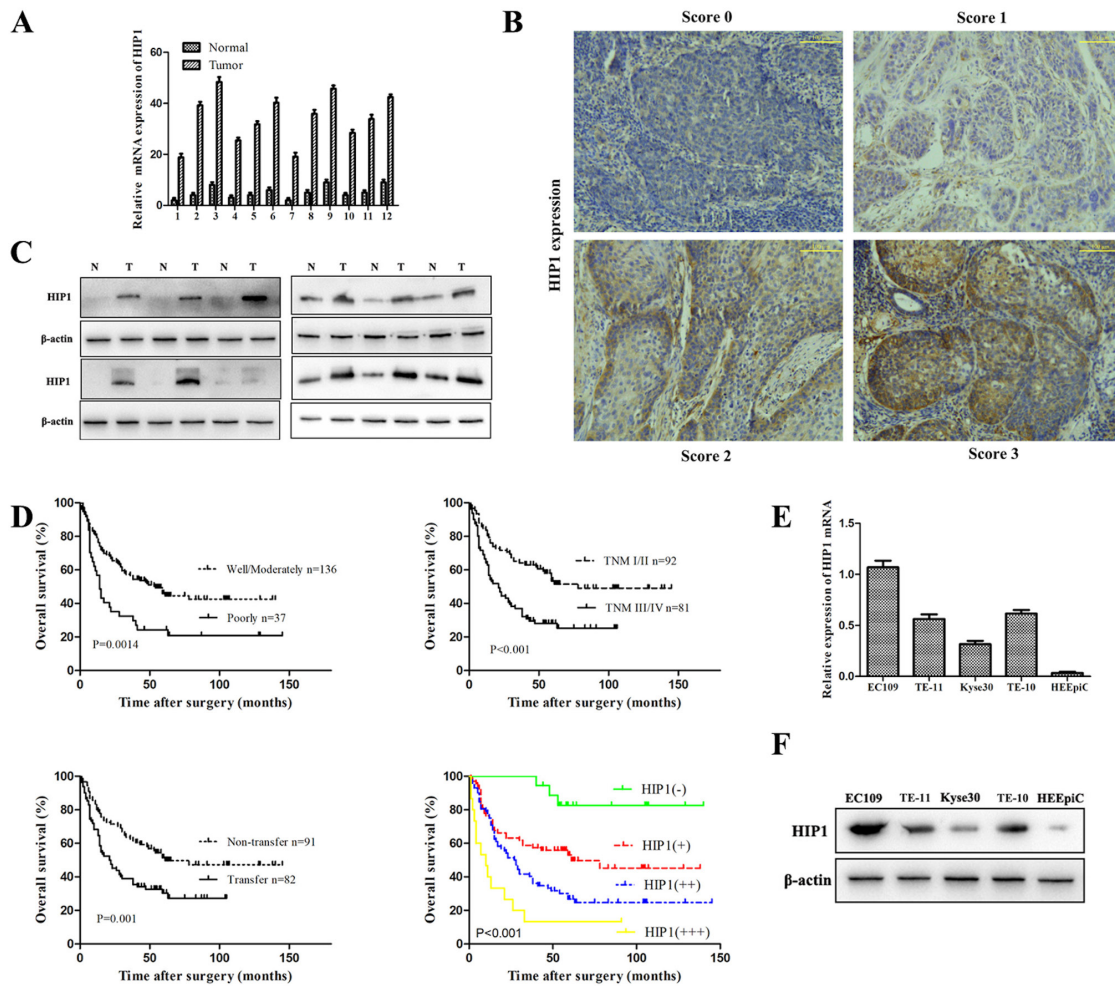 A
Relative mRNA expression of HIP1
60
40
20
0
Normal
Tumor
1 2 3 4 5 6 7 8 9 10 11 12
B
Score 0
Score 1
HIP1 expression
Score 2
Score 3
C
N T N T N T
N T N T N T
HIP1
β-actin
HIP1
β-actin
D
Overall survival (%)
100
80
60
40
20
0
Well/Moderately n=136
Poorly n=37
P=0.0014
0 50 100 150
Time after surgery (months)
Overall survival (%)
100
80
60
40
20
0
TNM I/II n=92
TNM III/IV n=81
P<0.001
0 50 100 150
Time after surgery (months)
Overall survival (%)
100
80
60
40
20
0
Non-transfer n=91
Transfer n=82
P=0.001
0 50 100 150
Time after surgery (months)
Overall survival (%)
100
80
60
40
20
0
HIP1(-)
HIP1(+)
HIP1(++)
HIP1(+++)
P<0.001
0 50 100 150
Time after surgery (months)
E
Relative expression of HIP1 mRNA
1.5
1.0
0.5
0.0
EC109 TE-11 Kyse30 TE-10 HEEpiC
F
EC109 TE-11 Kyse30 TE-10 HEEpiC
HIP1
β-actin